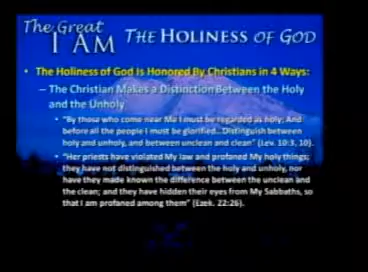 The Great
I AM THE HOLINESS OF GOD
• The Holiness of God Is Honored By Christians in 4 Ways:
– The Christian Makes a Distinction Between the Holy
and the Unholy
• "By those who come near Me I must be regarded as holy; And
before all the people I must be glorified...Distinguish between
holy and unholy, and between unclean and clean" (Lev. 10:3, 10).
• "Her priests have violated My law and profaned My holy things;
they have not distinguished between the holy and unholy, nor
have they made known the difference between the unclean and
the clean; and they have hidden their eyes from My Sabbaths, so
that I am profaned among them" (Ezek. 22:26).